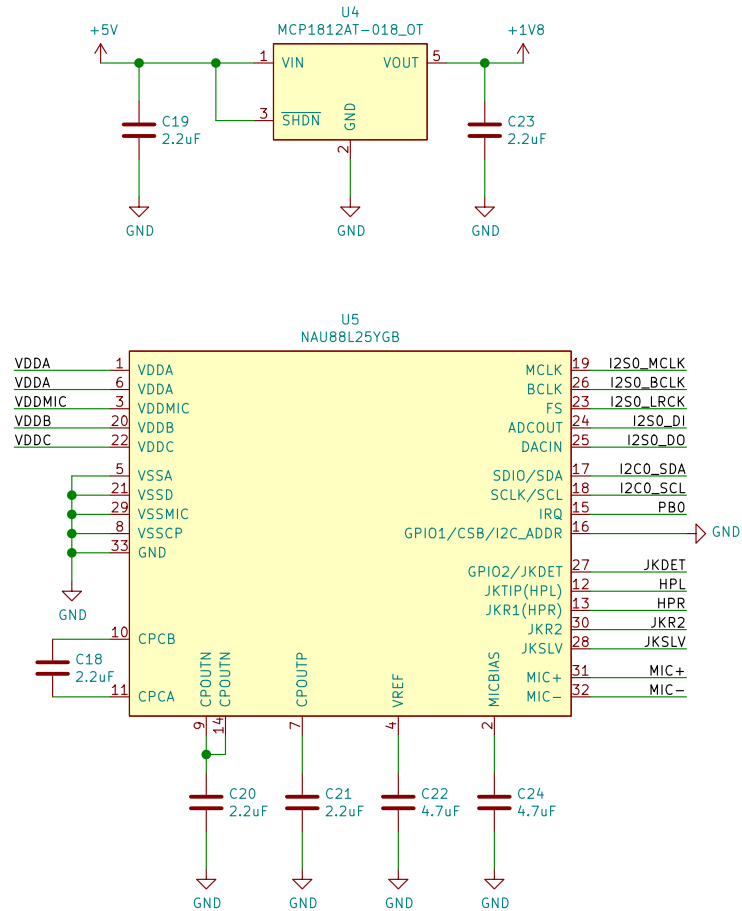 U4
MCP1812AT-018_OT
+5V
+1V8
1 VIN
VOUT 5
3 SHDN
GND
2
C19
2.2uF
C23
2.2uF
GND
GND
GND
U5
NAU88L25YGB
VDDA 1 VDDA
MCLK 19 I2S0_MCLK
VDDA 6 VDDA
BCLK 26 I2S0_BCLK
VDDMIC 3 VDDMIC
FS 23 I2S0_LRCK
VDDB 20 VDDB
ADCOUT 24 I2S0_DI
VDDC 22 VDDC
DACIN 25 I2S0_DO
5 VSSA
SDIO/SDA 17 I2C0_SDA
21 VSSD
SCLK/SCL 18 I2C0_SCL
29 VSSMIC
IRQ 15 PB0
8 VSSCP
GPIO1/CSB/I2C_ADDR 16 GND
33 GND
GPIO2/JKDET 27 JKDET
JKTIP(HPL) 12 HPL
GND
JKR1(HPR) 13 HPR
JKR2 30 JKR2
10 CPCB
JKSLV 28 JKSLV
C18
2.2uF
MIC+ 31 MIC+
11 CPCA
MIC- 32 MIC-
CPOUTN
CPOUTN
CPOUTP
VREF
MICBIAS
9
14
7
4
2
C20
2.2uF
C21
2.2uF
C22
4.7uF
C24
4.7uF
GND
GND
GND
GND